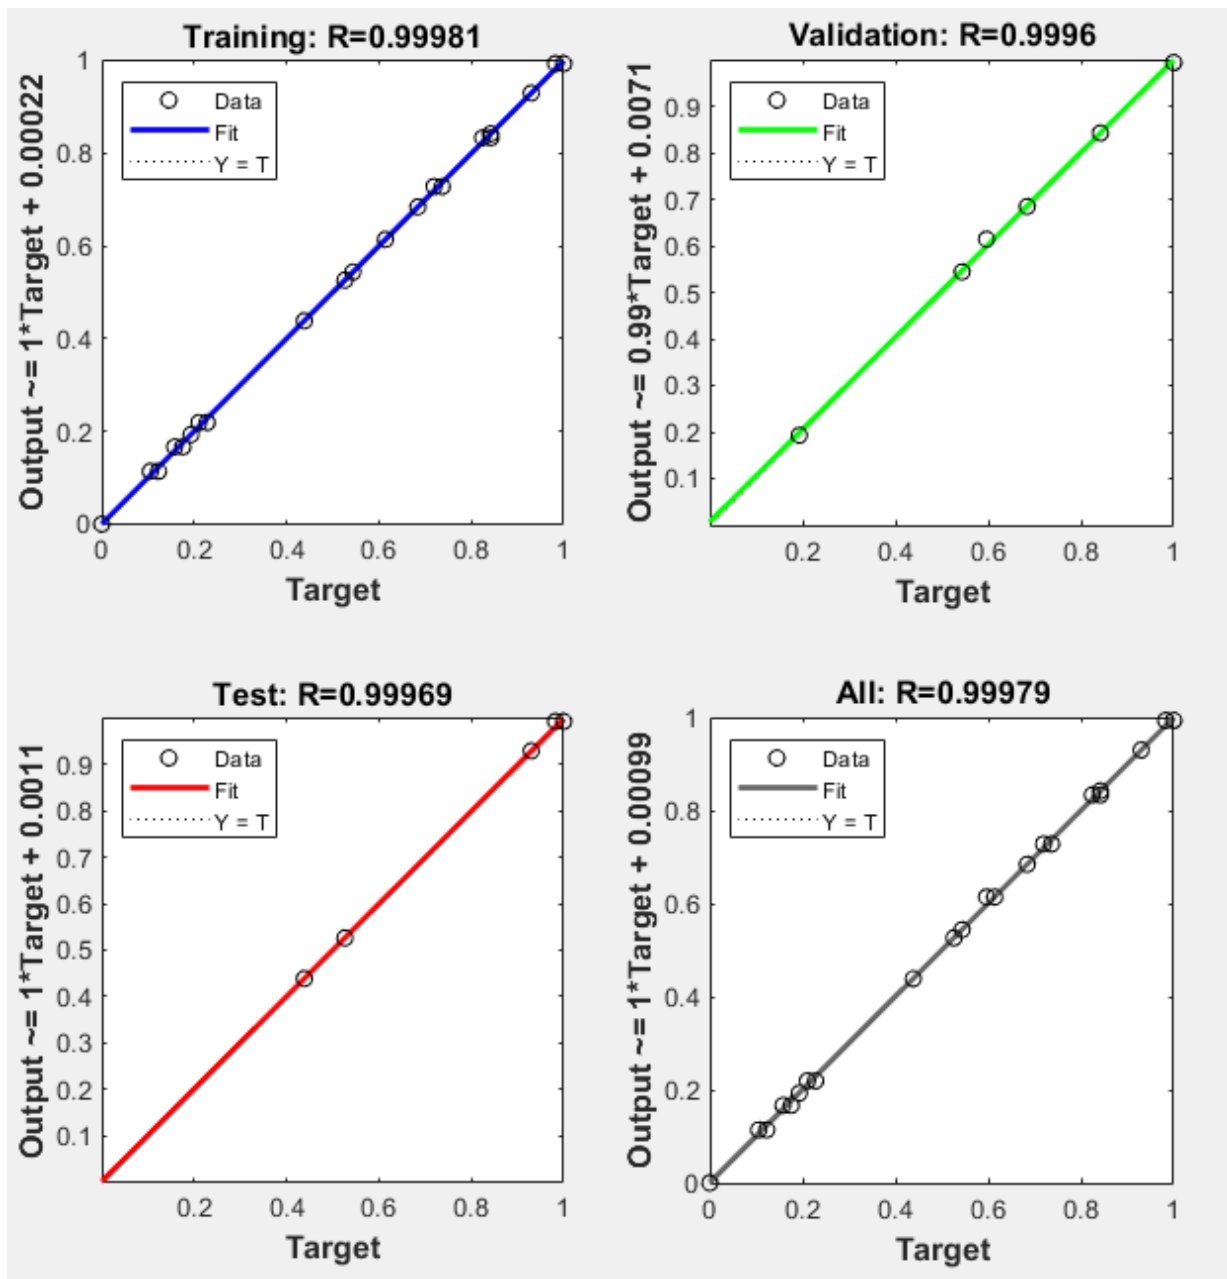 Training: R=0.99981
Output ~= 1*Target + 0.00022
1
0.8
0.6
0.4
0.2
0
Data
Fit
Y = T
0
0.2
0.4
0.6
0.8
1
Target
Validation: R=0.9996
Output ~= 0.99*Target + 0.0071
0.9
0.8
0.7
0.6
0.5
0.4
0.3
0.2
0.1
Data
Fit
Y = T
0.2
0.4
0.6
0.8
1
Target
Test: R=0.99969
Output ~= 1*Target + 0.0011
0.9
0.8
0.7
0.6
0.5
0.4
0.3
0.2
0.1
Data
Fit
Y = T
0.2
0.4
0.6
0.8
1
Target
All: R=0.99979
Output ~= 1*Target + 0.00099
1
0.8
0.6
0.4
0.2
0
Data
Fit
Y = T
0
0.2
0.4
0.6
0.8
1
Target